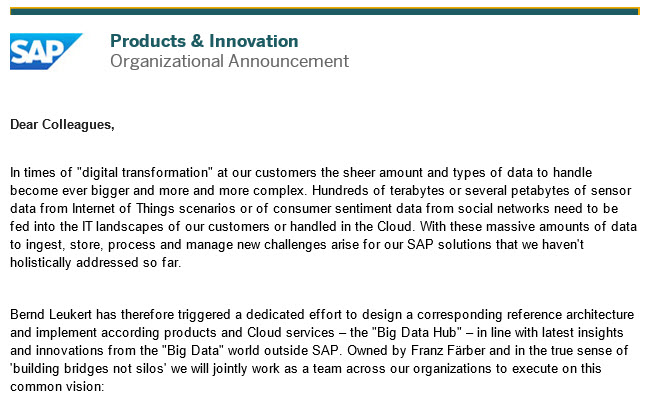 SAP
Products & Innovation
Organizational Announcement
Dear Colleagues,
In times of "digital transformation" at our customers the sheer amount and types of data to handle
become ever bigger and more and more complex. Hundreds of terabytes or several petabytes of sensor
data from Internet of Things scenarios or of consumer sentiment data from social networks need to be
fed into the IT landscapes of our customers or handled in the Cloud. With these massive amounts of data
to ingest, store, process and manage new challenges arise for our SAP solutions that we haven't
holistically addressed so far.
Bernd Leukert has therefore triggered a dedicated effort to design a corresponding reference architecture
and implement according products and Cloud services – the "Big Data Hub" – in line with latest insights
and innovations from the "Big Data" world outside SAP. Owned by Franz Färber and in the true sense of
'building bridges not silos' we will jointly work as a team across our organizations to execute on this
common vision: